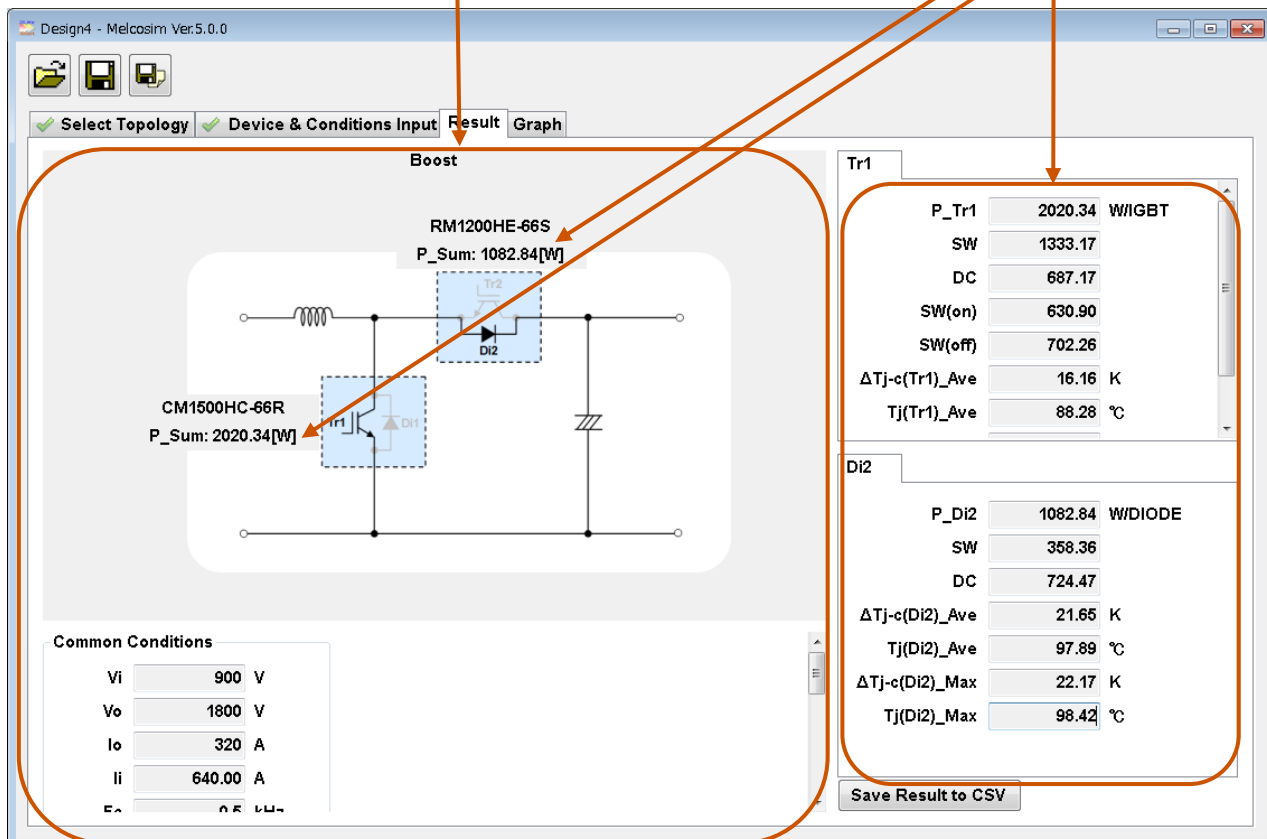 Design4 - Melcosim Ver.5.0.0
Select Topology Device & Conditions Input Result Graph
Boost
RM1200HE-66S
P_Sum: 1082.84[W]
Tr2
Di2
CM1500HC-66R
P_Sum: 2020.34[W]
Tr1 Di1
Common Conditions
Vi 900 V
Vo 1800 V
Io 320 A
Ii 640.00 A
Tr1
P_Tr1 2020.34 W/IGBT
SW 1333.17
DC 687.17
SW(on) 630.90
SW(off) 702.26
ΔTj-c(Tr1)_Ave 16.16 K
Tj(Tr1)_Ave 88.28 ℃
Di2
P_Di2 1082.84 W/DIODE
SW 358.36
DC 724.47
ΔTj-c(Di2)_Ave 21.65 K
Tj(Di2)_Ave 97.89 ℃
ΔTj-c(Di2)_Max 22.17 K
Tj(Di2)_Max 98.42 ℃
Save Result to CSV